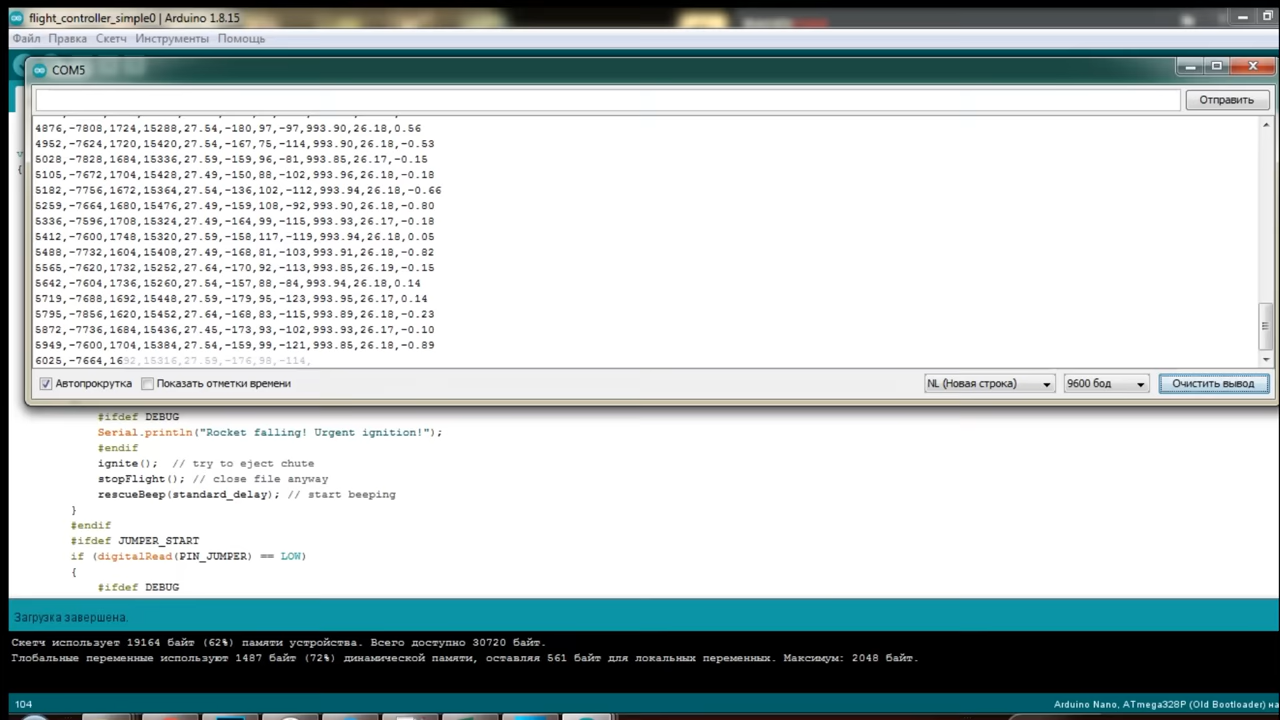 flight_controller_simple0 | Arduino 1.8.15
Файл Правка Скетч Инструменты Помощь
COM5
Отправить
4876,-7808,1724,15288,27.54,-180,97,-97,993.90,26.18,0.56
4952,-7624,1720,15420,27.54,-167,75,-114,993.90,26.18,-0.53
5028,-7828,1684,15336,27.59,-159,96,-81,993.85,26.17,-0.15
5105,-7672,1704,15428,27.49,-150,88,-102,993.96,26.18,-0.18
5182,-7756,1672,15364,27.54,-136,102,-112,993.94,26.18,-0.66
5259,-7664,1680,15476,27.49,-159,108,-92,993.90,26.18,-0.80
5336,-7596,1708,15324,27.49,-164,99,-115,993.93,26.17,-0.18
5412,-7600,1748,15320,27.59,-158,117,-119,993.94,26.18,0.05
5488,-7732,1604,15408,27.49,-168,81,-103,993.91,26.18,-0.82
5565,-7620,1732,15252,27.64,-170,92,-113,993.85,26.19,-0.15
5642,-7604,1736,15260,27.54,-157,88,-84,993.94,26.18,0.14
5719,-7688,1692,15448,27.59,-179,95,-123,993.95,26.17,0.14
5795,-7856,1620,15452,27.64,-168,83,-115,993.89,26.18,-0.23
5872,-7736,1684,15436,27.45,-173,93,-102,993.93,26.17,-0.10
5949,-7600,1704,15384,27.54,-159,99,-121,993.85,26.18,-0.89
6025,-7664,1692,15316,27.59,-176,98,-114,
Автопрокрутка Показать отметки времени NL (Новая строка) 9600 бод Очистить вывод
#ifdef DEBUG
Serial.println("Rocket falling! Urgent ignition!");
#endif
ignite(); // try to eject chute
stopFlight(); // close file anyway
rescueBeep(standard_delay); // start beeping
}
#endif
#ifdef JUMPER_START
if (digitalRead(PIN_JUMPER) == LOW)
{
#ifdef DEBUG
Загрузка завершена.
Скетч использует 19164 байт (62%) памяти устройства. Всего доступно 30720 байт.
Глобальные переменные используют 1487 байт (72%) динамической памяти, оставляя 561 байт для локальных переменных. Максимум: 2048 байт.
104 Arduino Nano, ATmega328P (Old Bootloader) на